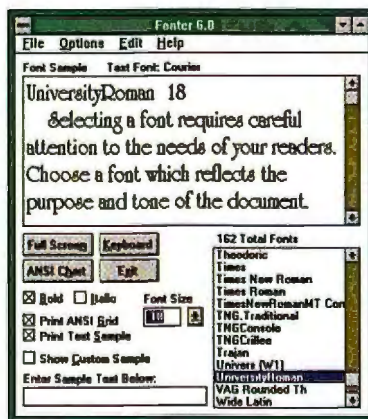 Fonter 6.0
File Options Edit Help
Font Sample Text Font: Courier
UniversityRoman 18
Selecting a font requires careful
attention to the needs of your readers.
Choose a font which reflects the
purpose and tone of the document.
Full Screen Keyboard
ANSI Chart Exit
Bold Italic Font Size
18
Print ANSI Grid
Print Text Sample
Show Custom Sample
Enter Sample Text Below:
162 Total Fonts
Theodoric
Times
Times New Roman
Times Roman
TimesNewRomanMT Con
TNG.Traditional
TNGConsole
TNGCrillee
Trajan
Univers (W1)
UniversityRoman
VAG Rounded Th
Wide Latin